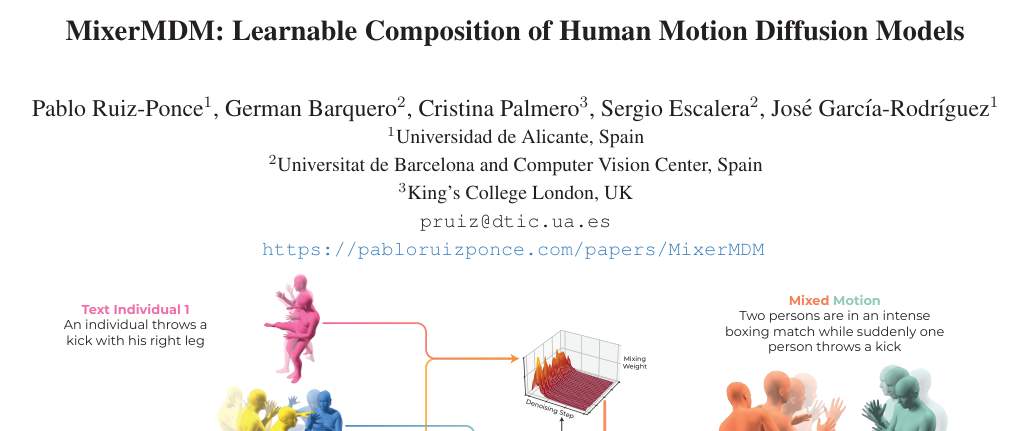 MixerMDM: Learnable Composition of Human Motion Diffusion Models
Pablo Ruiz-Ponce1, German Barquero2, Cristina Palmero3, Sergio Escalera2, José García-Rodríguez1
1Universidad de Alicante, Spain
2Universitat de Barcelona and Computer Vision Center, Spain
3King's College London, UK
pruiz@dtic.ua.es
https://pabloruizponce.com/papers/MixerMDM
Text Individual 1
An individual throws a
kick with his right leg
Mixing
Weight
Denoising Step
Mixed Motion
Two persons are in an intense
boxing match while suddenly one
person throws a kick